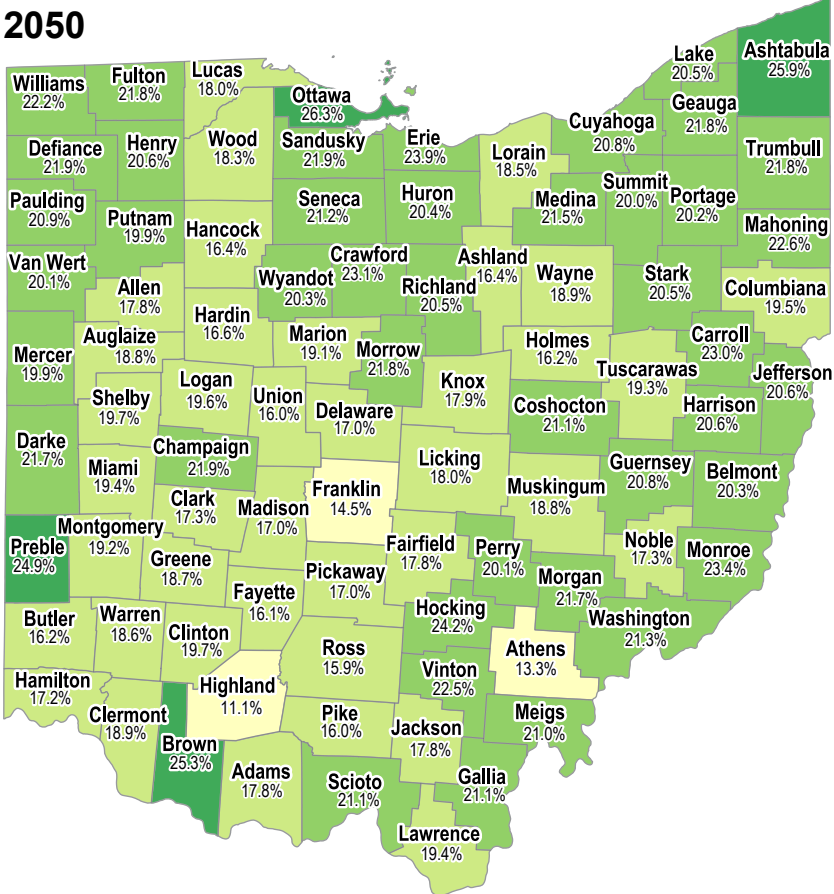 2050
Williams
22.2%
Fulton
21.8%
Lucas
18.0%
Ottawa
26.3%
Lake
20.5%
Ashtabula
25.9%
Geauga
21.8%
Cuyahoga
20.8%
Defiance
21.9%
Henry
20.6%
Wood
18.3%
Sandusky
21.9%
Erie
23.9%
Lorain
18.5%
Trumbull
21.8%
Paulding
20.9%
Putnam
19.9%
Hancock
16.4%
Seneca
21.2%
Huron
20.4%
Medina
21.5%
Summit
20.0%
Portage
20.2%
Mahoning
22.6%
Van Wert
20.1%
Allen
17.8%
Wyandot
20.3%
Crawford
23.1%
Richland
20.5%
Ashland
16.4%
Wayne
18.9%
Stark
20.5%
Columbiana
19.5%
Mercer
19.9%
Auglaize
18.8%
Hardin
16.6%
Marion
19.1%
Morrow
21.8%
Holmes
16.2%
Tuscarawas
19.3%
Carroll
23.0%
Jefferson
20.6%
Shelby
19.7%
Logan
19.6%
Union
16.0%
Delaware
17.0%
Knox
17.9%
Coshocton
21.1%
Harrison
20.6%
Darke
21.7%
Miami
19.4%
Champaign
21.9%
Licking
18.0%
Guernsey
20.8%
Belmont
20.3%
Clark
17.3%
Madison
17.0%
Franklin
14.5%
Muskingum
18.8%
Preble
24.9%
Montgomery
19.2%
Greene
18.7%
Fayette
16.1%
Pickaway
17.0%
Fairfield
17.8%
Perry
20.1%
Morgan
21.7%
Noble
17.3%
Monroe
23.4%
Butler
16.2%
Warren
18.6%
Clinton
19.7%
Ross
15.9%
Hocking
24.2%
Athens
13.3%
Washington
21.3%
Hamilton
17.2%
Clermont
18.9%
Highland
11.1%
Pike
16.0%
Vinton
22.5%
Jackson
17.8%
Meigs
21.0%
Brown
25.3%
Adams
17.8%
Scioto
21.1%
Gallia
21.1%
Lawrence
19.4%